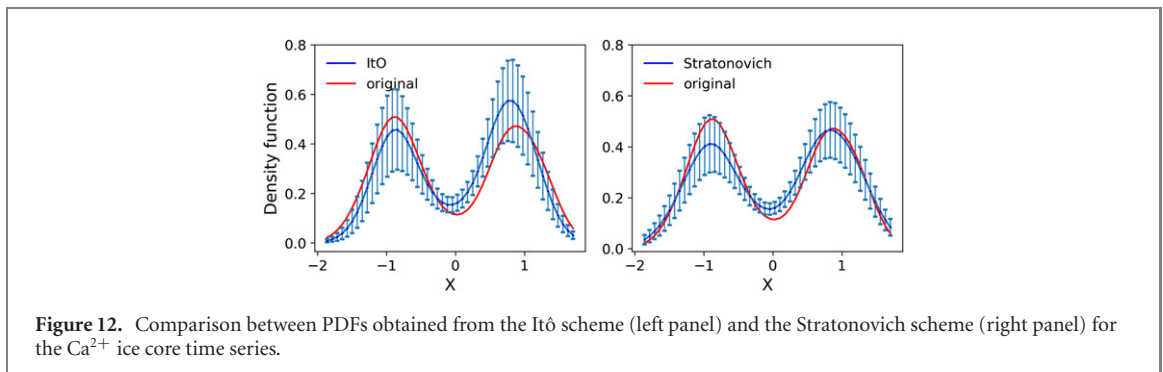 0.8
0.6
0.4
0.2
0.0
Density function
ItO
original
−2
−1
0
1
X
0.8
0.6
0.4
0.2
0.0
Stratonovich
original
−2
−1
0
1
X
Figure 12. Comparison between PDFs obtained from the Itô scheme (left panel) and the Stratonovich scheme (right panel) for
the Ca²⁺ ice core time series.